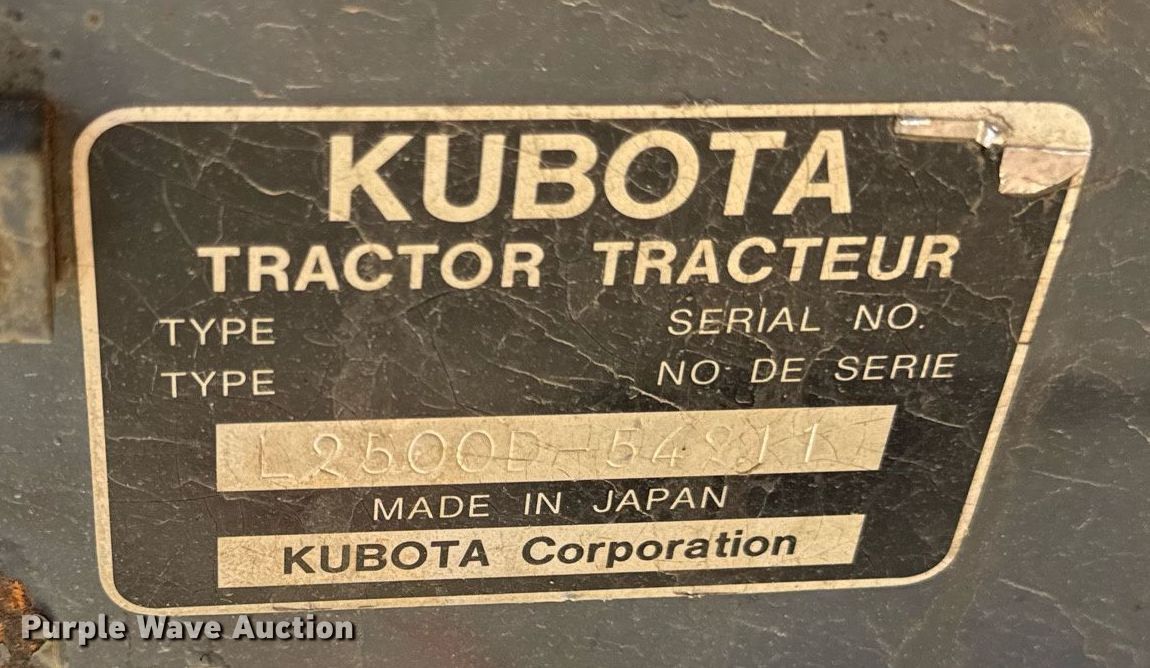 KUBOTA
TRACTOR TRACTEUR
TYPE SERIAL NO.
TYPE NO DE SERIE
L2500D-54811
MADE IN JAPAN
KUBOTA Corporation
Purple Wave Auction